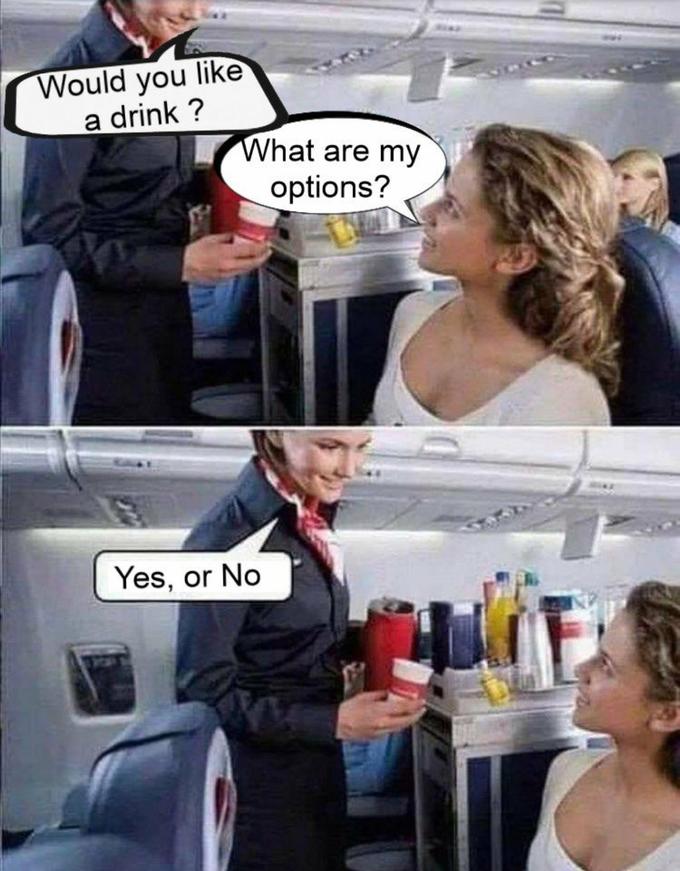 Would you like
a drink ?
What are my
options?
Yes, or No